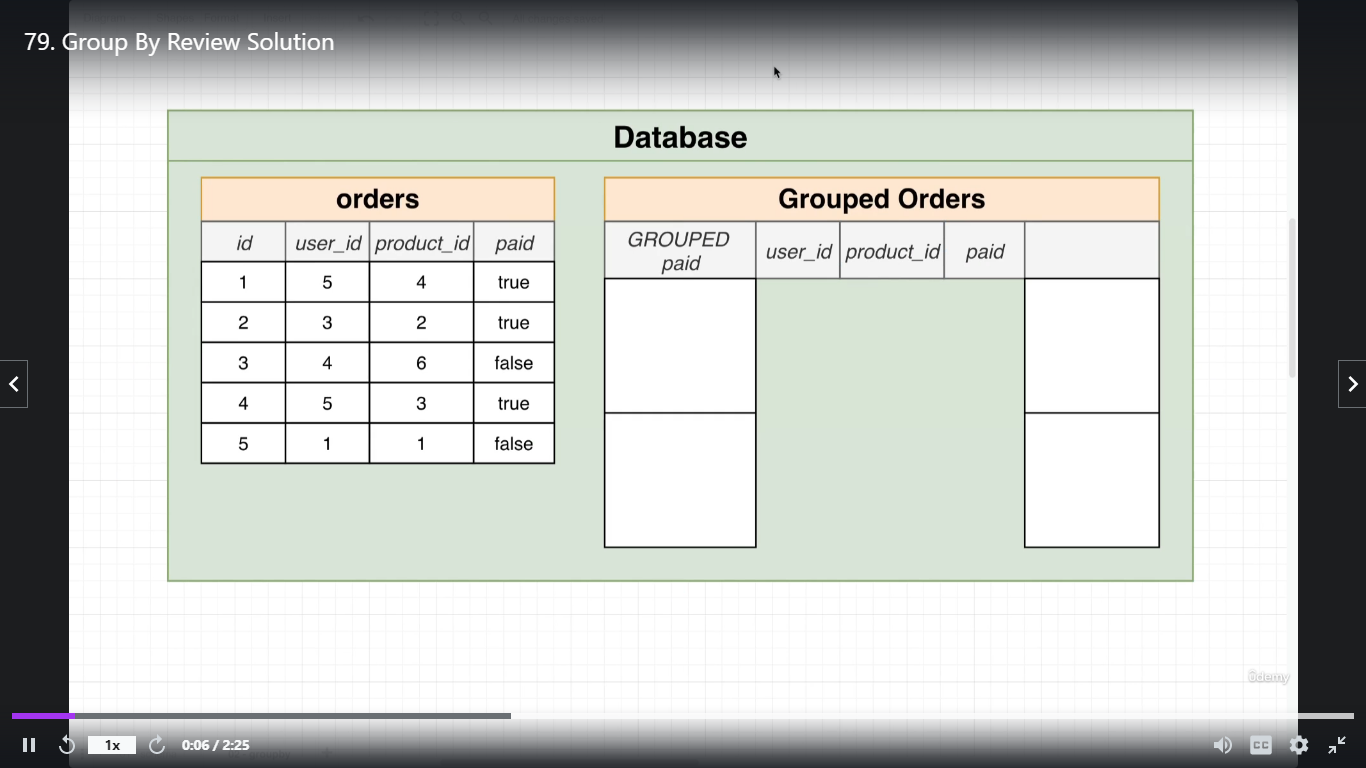 79. Group By Review Solution
Database
orders
id user_id product_id paid
1 5 4 true
2 3 2 true
3 4 6 false
4 5 3 true
5 1 1 false
Grouped Orders
GROUPED
paid
user_id product_id paid
ûdemy
1x
0:06 / 2:25
CC